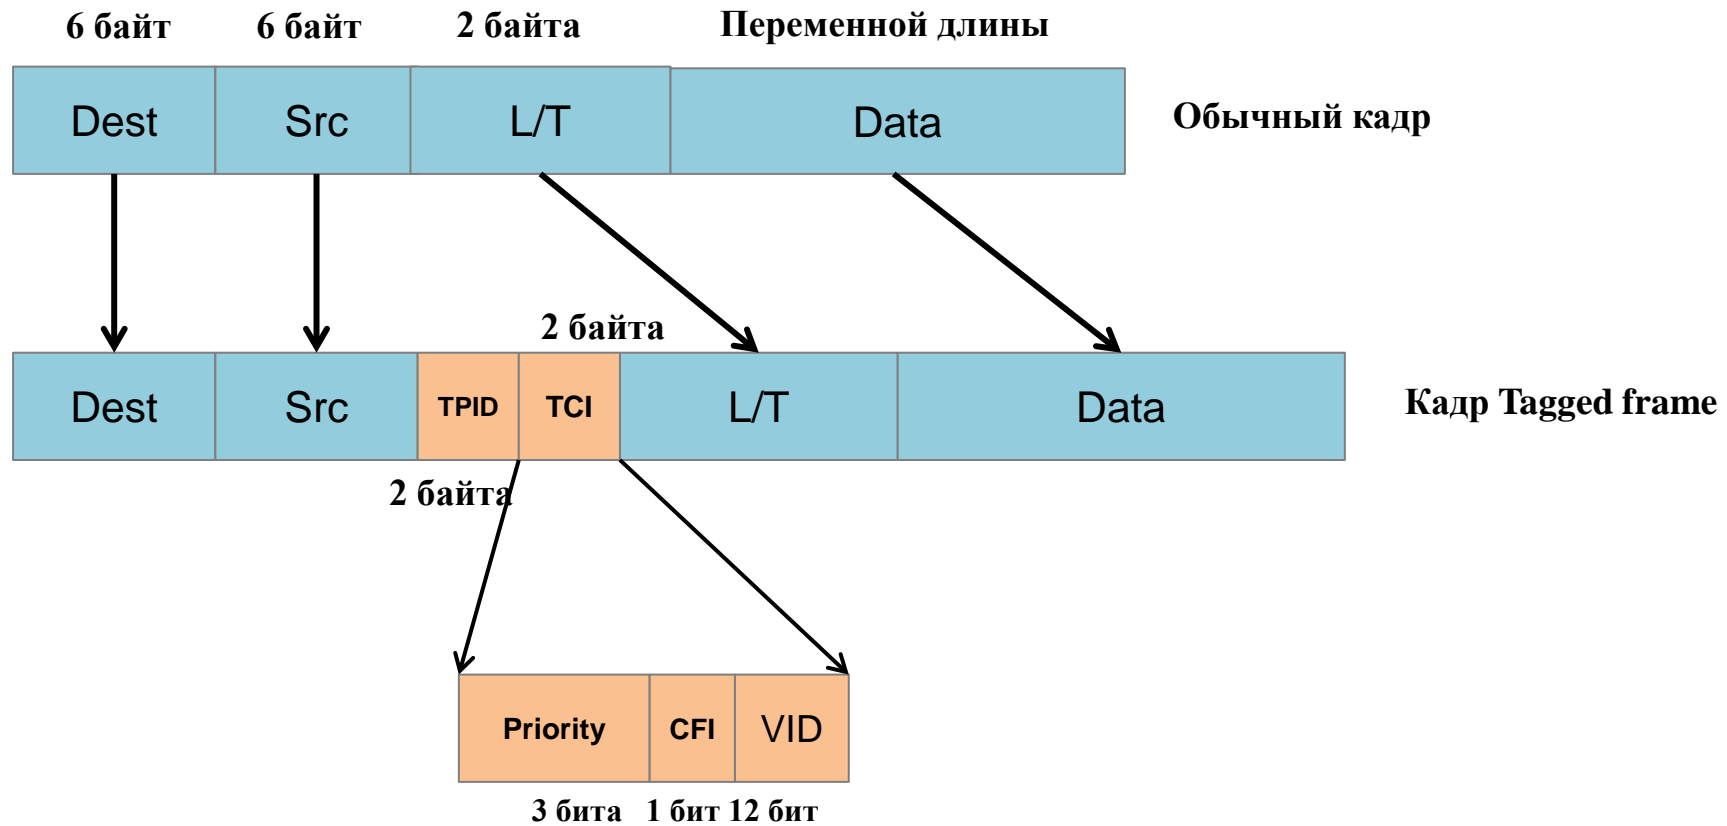 6 байт 6 байт 2 байта Переменной длины
Dest Src L/T Data Обычный кадр
2 байта
Dest Src TPID TCI L/T Data Кадр Tagged frame
2 байта
Priority CFI VID
3 бита 1 бит 12 бит